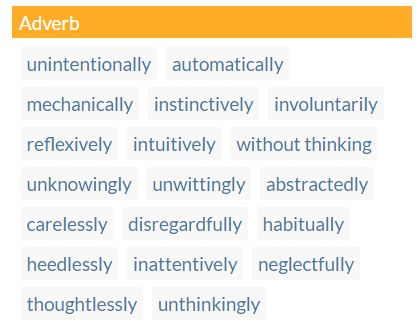 Adverb
unintentionally automatically
mechanically instinctively involuntarily
reflexively intuitively without thinking
unknowingly unwittingly abstractedly
carelessly disregardfully habitually
heedlessly inattentively neglectfully
thoughtlessly unthinkingly